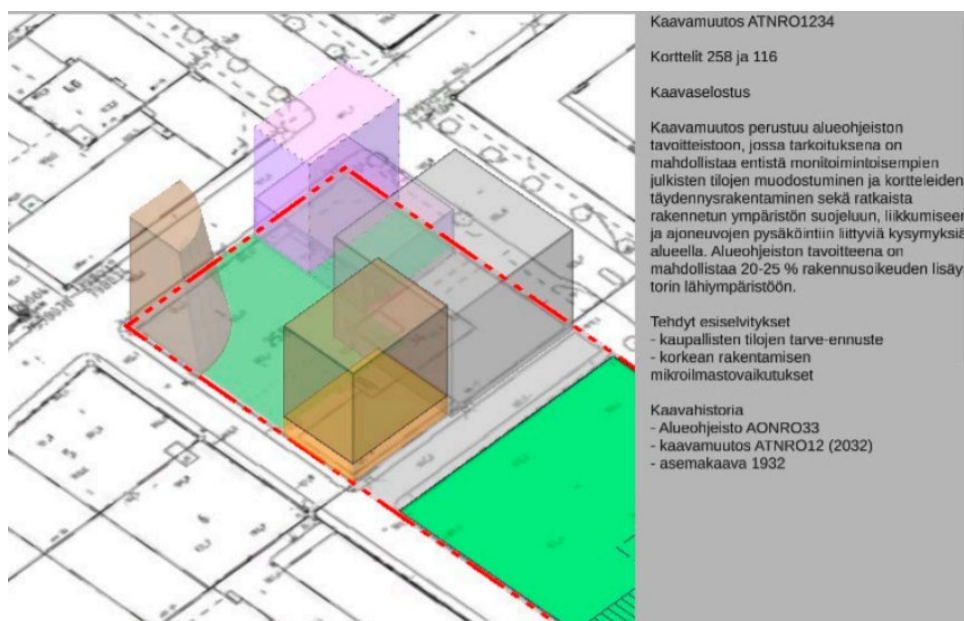 Kaavamuutos ATNRO1234
Korttelit 258 ja 116
Kaavaselostus
Kaavamuutos perustuu alueohjeiston
tavoitteistoon, jossa tarkoituksena on
mahdollistaa entistä monitoimintoisempien
julkisten tilojen muodostuminen ja kortteleiden
täydennysrakentaminen sekä ratkaista
rakennetun ympäristön suojeluun, liikkumiseen
ja ajoneuvojen pysäköintiin liittyviä kysymyksiä
alueella. Alueohjeiston tavoitteena on
mahdollistaa 20-25 % rakennusoikeuden lisäy
torin lähiympäristöön.
Tehdyt esiselvitykset
- kaupallisten tilojen tarve-ennuste
- korkean rakentamisen
mikroilmastovaikutukset
Kaavahistoria
- Alueohjeisto AONRO33
- kaavamuutos ATNRO12 (2032)
- asemakaava 1932